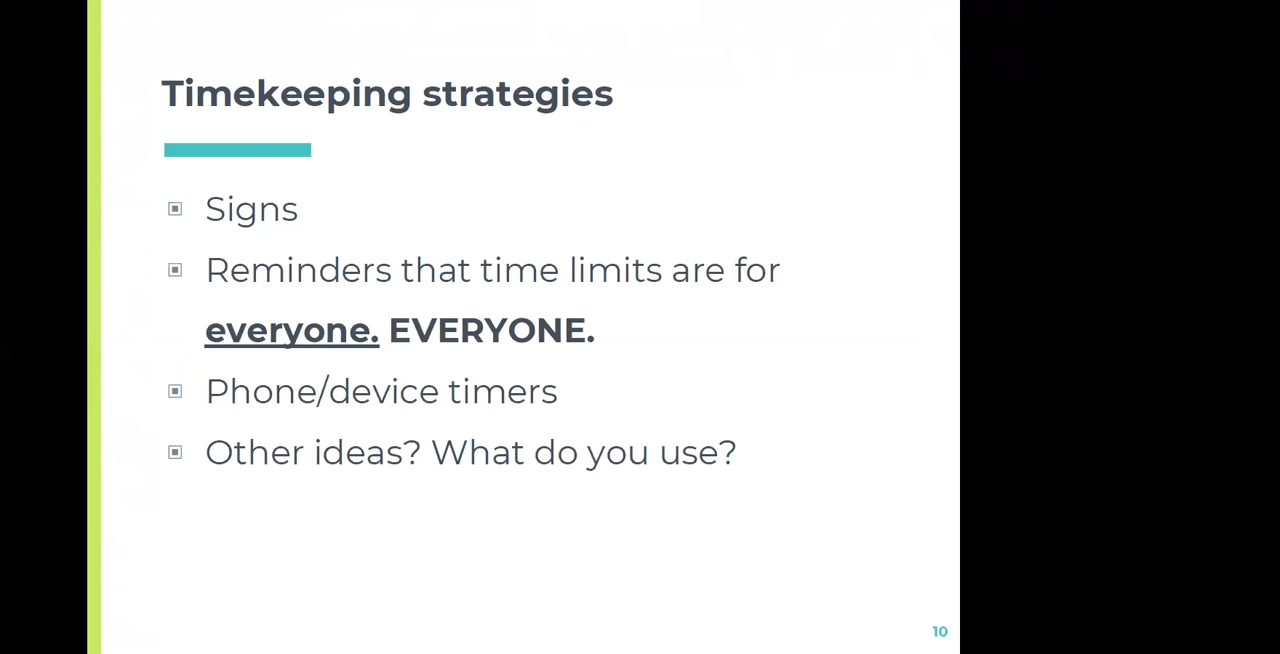 Timekeeping strategies
Signs
Reminders that time limits are for
everyone. EVERYONE.
Phone/device timers
Other ideas? What do you use?
10